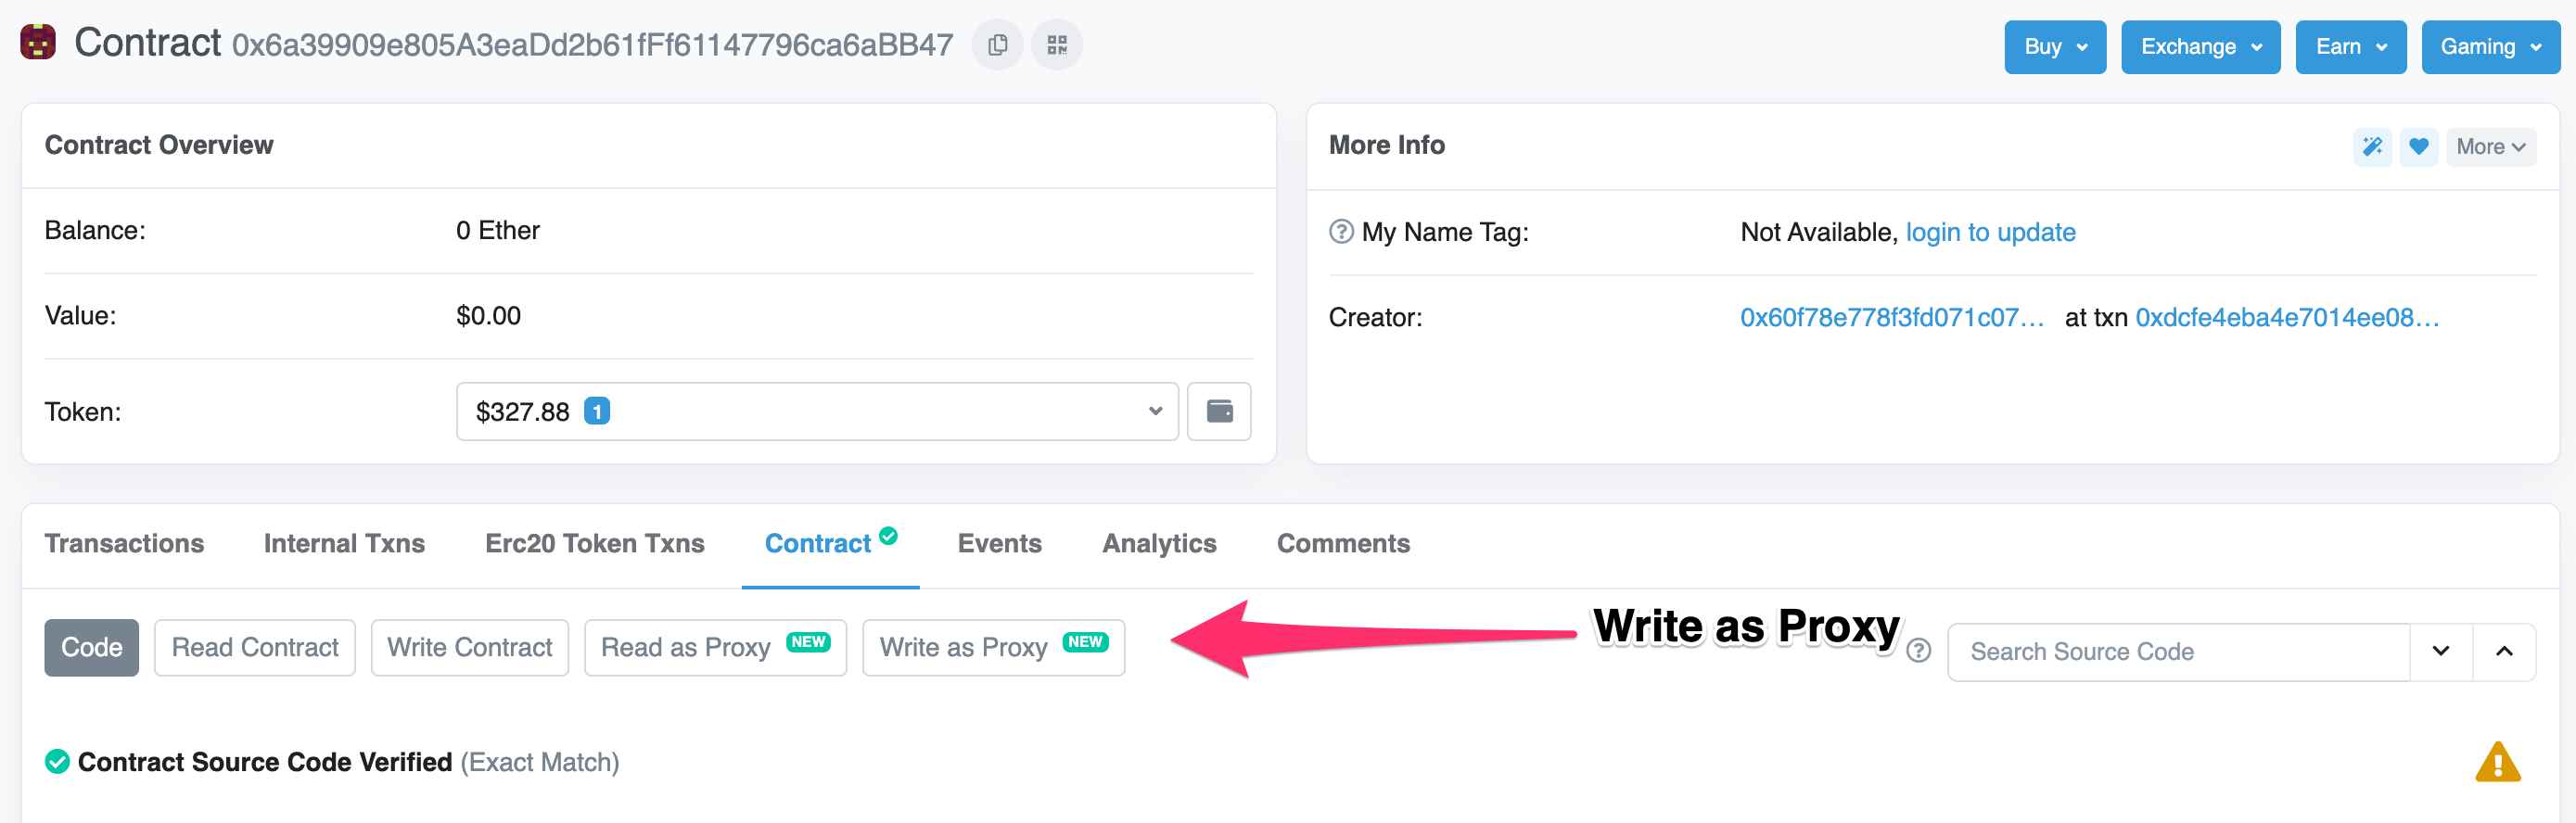 Contract 0x6a39909e805A3eaDd2b61fFf61147796ca6aBB47
Buy
Exchange
Earn
Gaming
Contract Overview
Balance: 0 Ether
Value: $0.00
Token: $327.88 1
More Info
More
My Name Tag: Not Available, login to update
Creator: 0x60f78e778f3fd071c07... at txn 0xdcfe4eba4e7014ee08...
Transactions Internal Txns Erc20 Token Txns Contract Events Analytics Comments
Code Read Contract Write Contract Read as Proxy NEW Write as Proxy NEW
Write as Proxy
Search Source Code
Contract Source Code Verified (Exact Match)